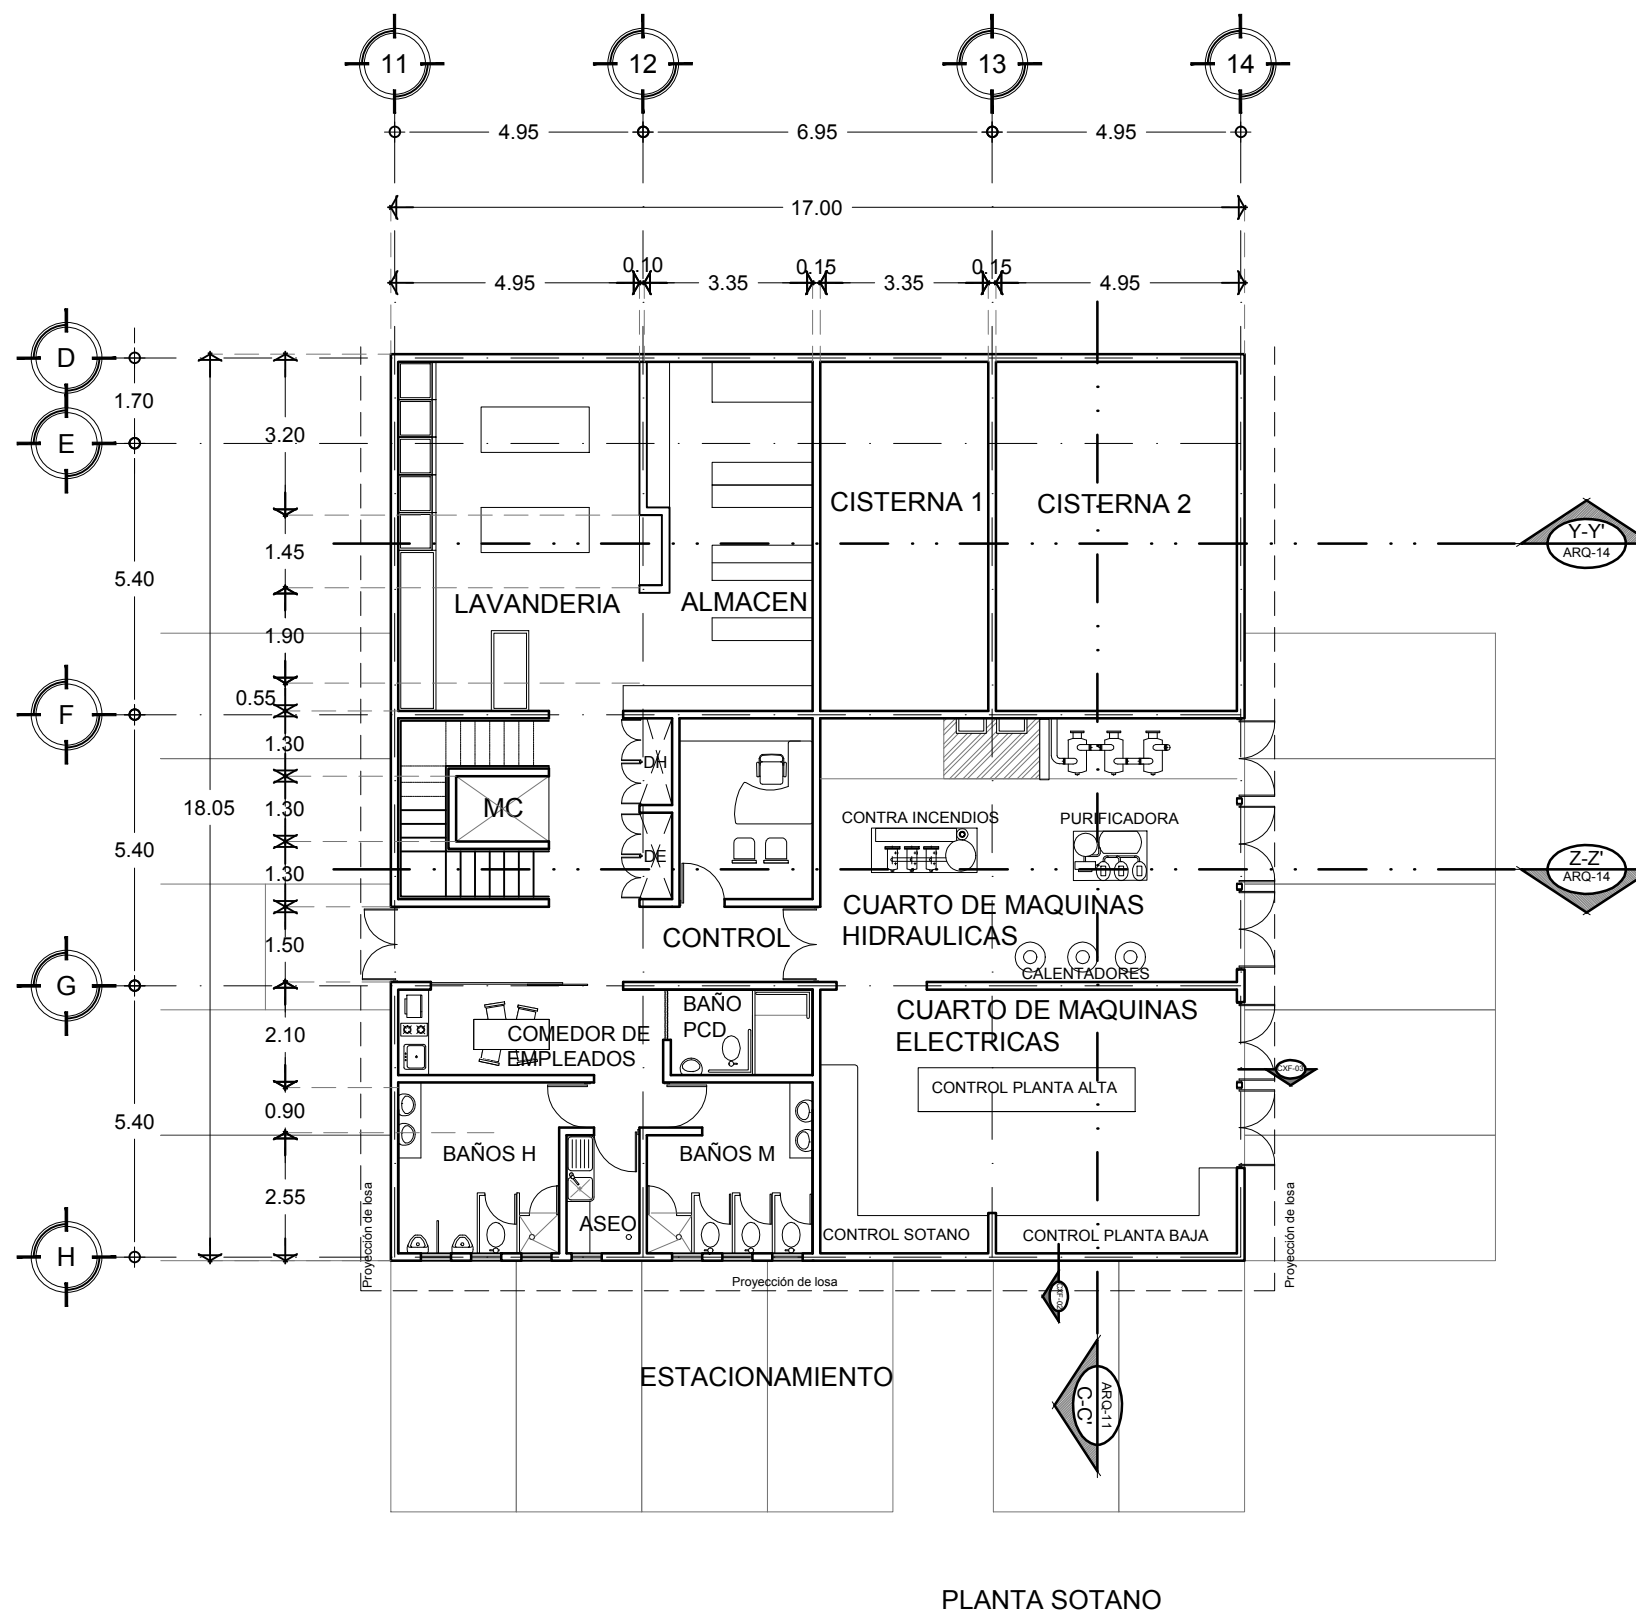 11 12 13 14
4.95 6.95 4.95
17.00
4.95 0.10 3.35 0.15 3.35 0.15 4.95
D
1.70
E
3.20
CISTERNA 1 CISTERNA 2
Y-Y'
ARQ-14
1.45
5.40
LAVANDERIA ALMACEN
1.90
0.55
F
1.30
DH
18.05
1.30
MC
CONTRA INCENDIOS PURIFICADORA
5.40
DE
Z-Z'
ARQ-14
1.30
CUARTO DE MAQUINAS
HIDRAULICAS
CONTROL
1.50
CALENTADORES
G
BAÑO
PCD
CUARTO DE MAQUINAS
ELECTRICAS
2.10
COMEDOR DE
EMPLEADOS
CXF-03
CONTROL PLANTA ALTA
0.90
5.40
BAÑOS H BAÑOS M
2.55
ASEO
CONTROL SOTANO CONTROL PLANTA BAJA
Proyección de losa
Proyección de losa
H
Proyección de losa
CXF-02
ESTACIONAMIENTO
ARQ-11
C-C'
PLANTA SOTANO